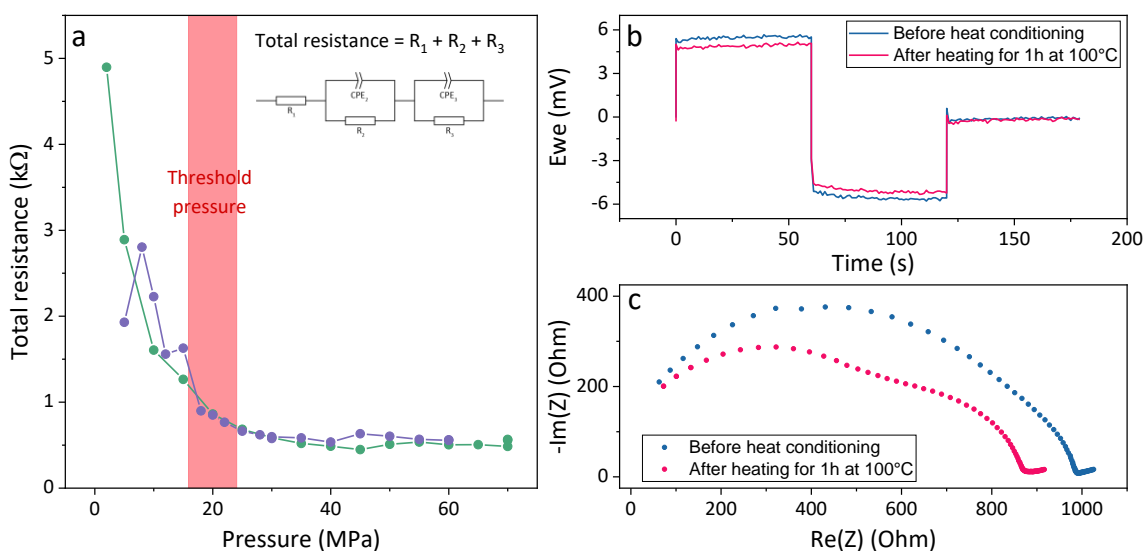 a
Total resistance = R1 + R2 + R3
CPE2
CPE3
R1
R2
R3
Threshold
pressure
Total resistance (kΩ)
5
4
3
2
1
0
0
20
40
60
Pressure (MPa)
b
Before heat conditioning
After heating for 1h at 100°C
Ewe (mV)
6
3
0
-3
-6
0
50
100
150
200
Time (s)
c
-Im(Z) (Ohm)
400
200
0
Before heat conditioning
After heating for 1h at 100°C
0
200
400
600
800
1000
Re(Z) (Ohm)